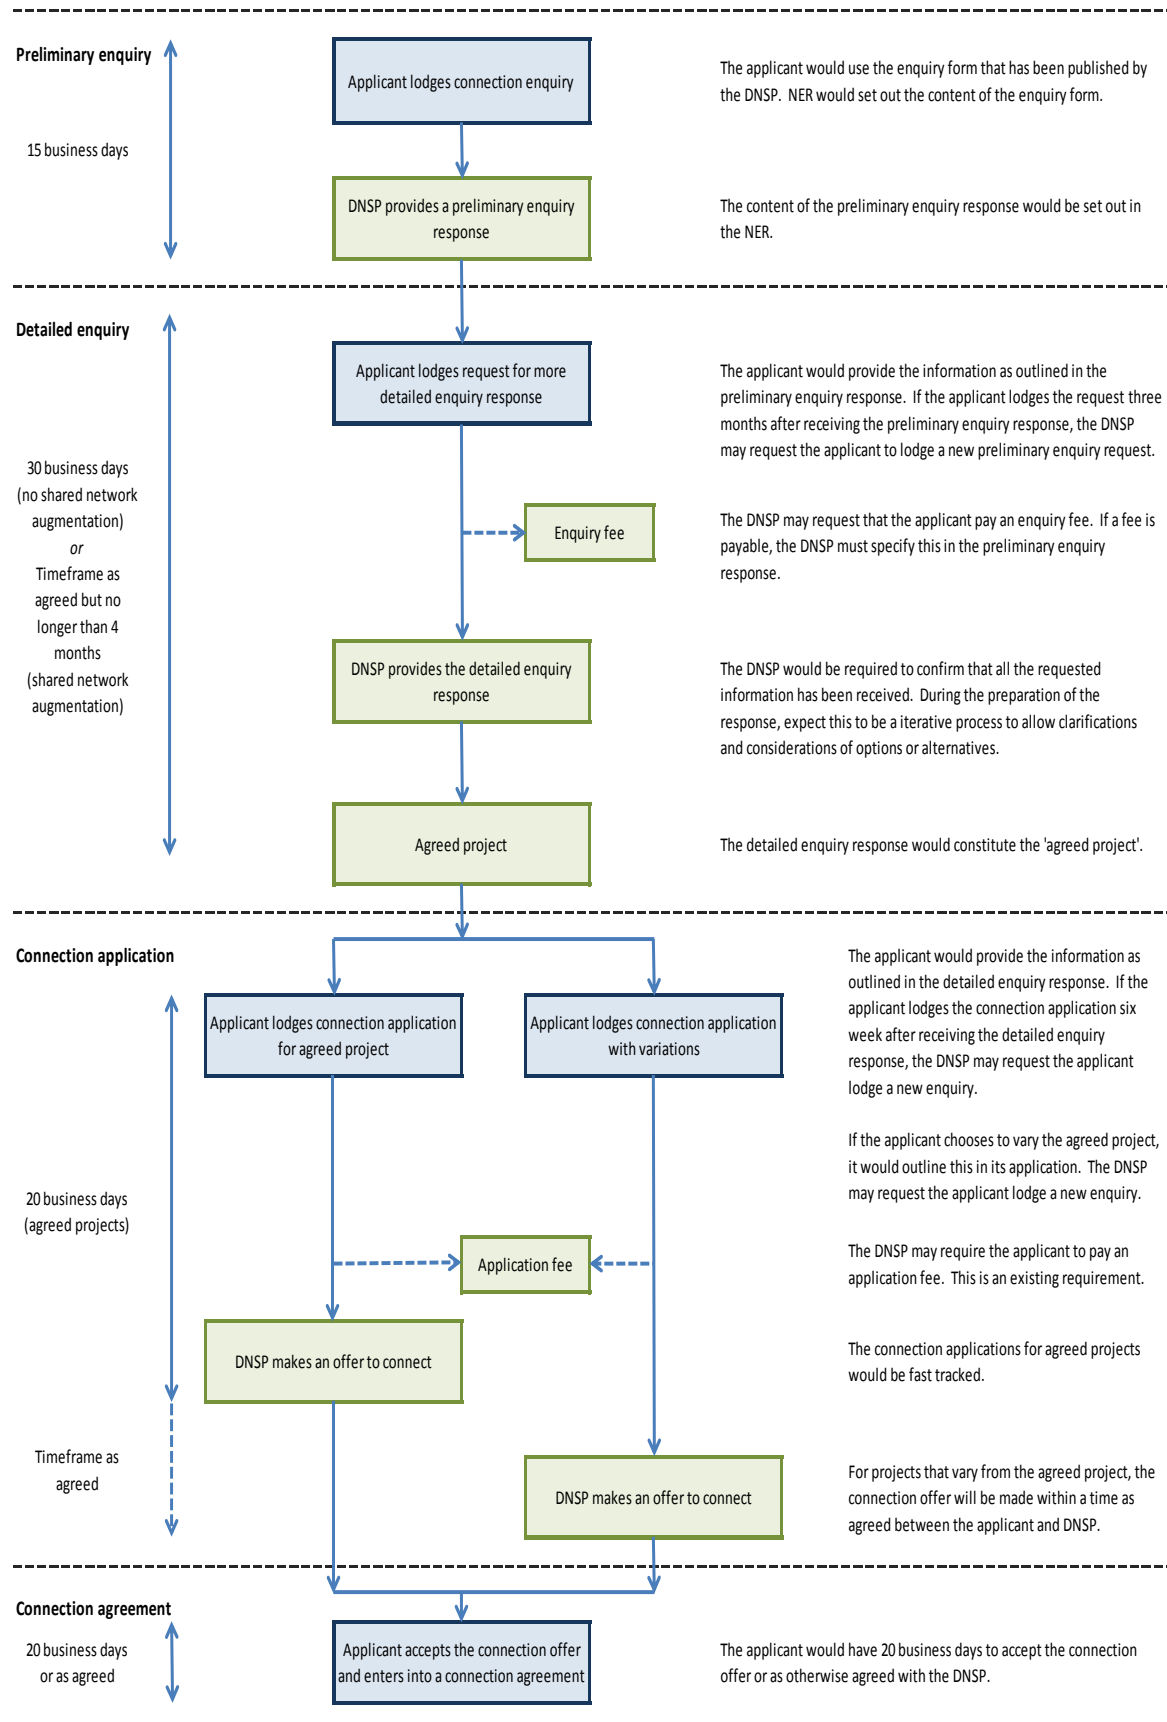 Preliminary enquiry
15 business days
Applicant lodges connection enquiry
The applicant would use the enquiry form that has been published by
the DNSP.  NER would set out the content of the enquiry form.
DNSP provides a preliminary enquiry
response
The content of the preliminary enquiry response would be set out in
the NER.
Detailed enquiry
30 business days
(no shared network
augmentation)
or
Timeframe as
agreed but no
longer than 4
months
(shared network
augmentation)
Applicant lodges request for more
detailed enquiry response
The applicant would provide the information as outlined in the
preliminary enquiry response.  If the applicant lodges the request three
months after receiving the preliminary enquiry response, the DNSP
may request the applicant to lodge a new preliminary enquiry request.
Enquiry fee
The DNSP may request that the applicant pay an enquiry fee.  If a fee is
payable, the DNSP must specify this in the preliminary enquiry
response.
DNSP provides the detailed enquiry
response
The DNSP would be required to confirm that all the requested
information has been received.  During the preparation of the
response, expect this to be a iterative process to allow clarifications
and considerations of options or alternatives.
Agreed project
The detailed enquiry response would constitute the 'agreed project'.
Connection application
20 business days
(agreed projects)
Timeframe as
agreed
Applicant lodges connection application
for agreed project
Applicant lodges connection application
with variations
The applicant would provide the information as
outlined in the detailed enquiry response.  If the
applicant lodges the connection application six
week after receiving the detailed enquiry
response, the DNSP may request the applicant
lodge a new enquiry.
If the applicant chooses to vary the agreed project,
it would outline this in its application.  The DNSP
may request the applicant lodge a new enquiry.
Application fee
The DNSP may require the applicant to pay an
application fee.  This is an existing requirement.
DNSP makes an offer to connect
The connection applications for agreed projects
would be fast tracked.
DNSP makes an offer to connect
For projects that vary from the agreed project, the
connection offer will be made within a time as
agreed between the applicant and DNSP.
Connection agreement
20 business days
or as agreed
Applicant accepts the connection offer
and enters into a connection agreement
The applicant would have 20 business days to accept the connection
offer or as otherwise agreed with the DNSP.